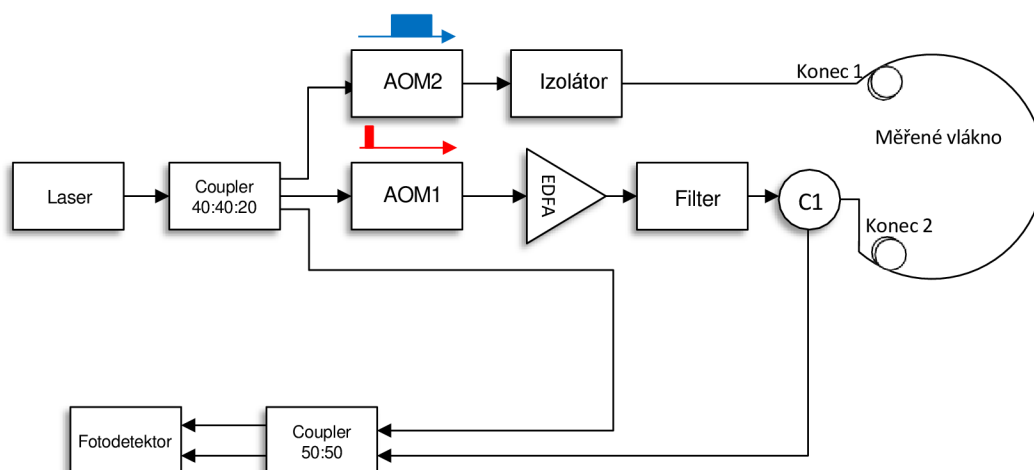 AOM2
Izolátor
Konec 1
Měřené vlákno
Laser
Coupler
40:40:20
AOM1
EDFA
Filter
C1
Konec 2
Fotodetektor
Coupler
50:50